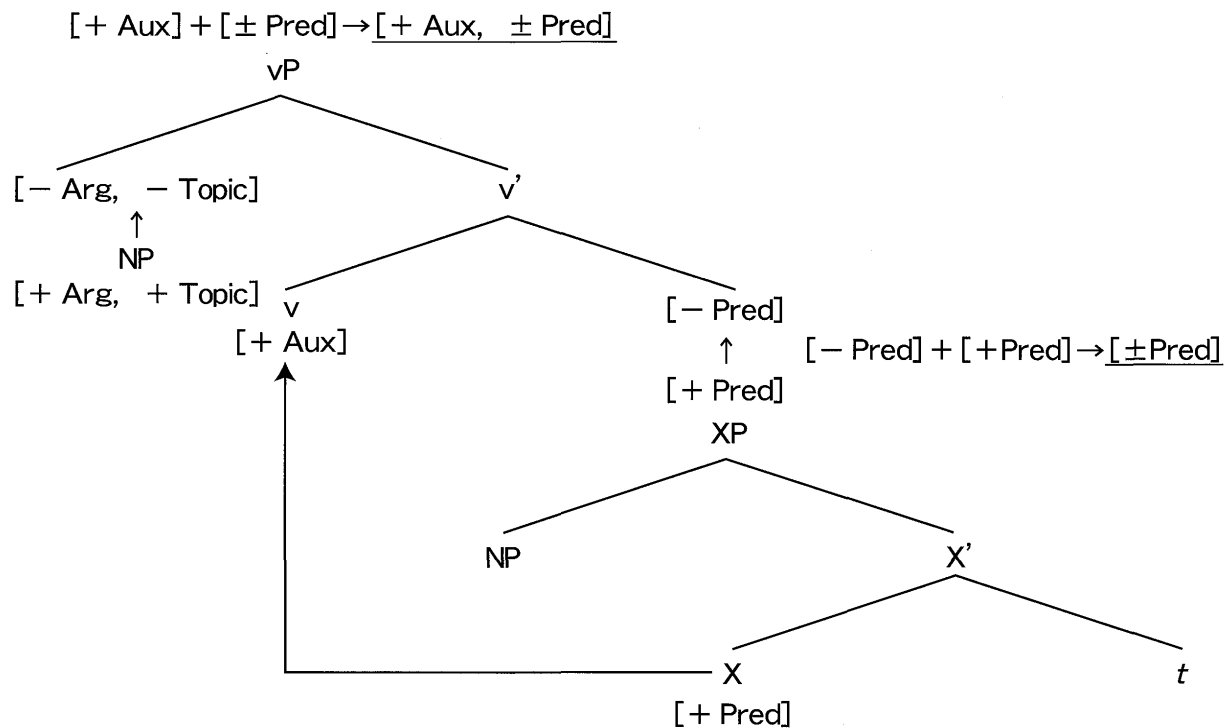 [+ Aux] + [± Pred] → [+ Aux, ± Pred]
vP
[− Arg, − Topic]
v’
↑
NP
[+ Arg, + Topic]
v
[− Pred]
[+ Aux]
↑
[− Pred] + [+Pred] → [±Pred]
[+ Pred]
XP
NP
X’
X
t
[+ Pred]